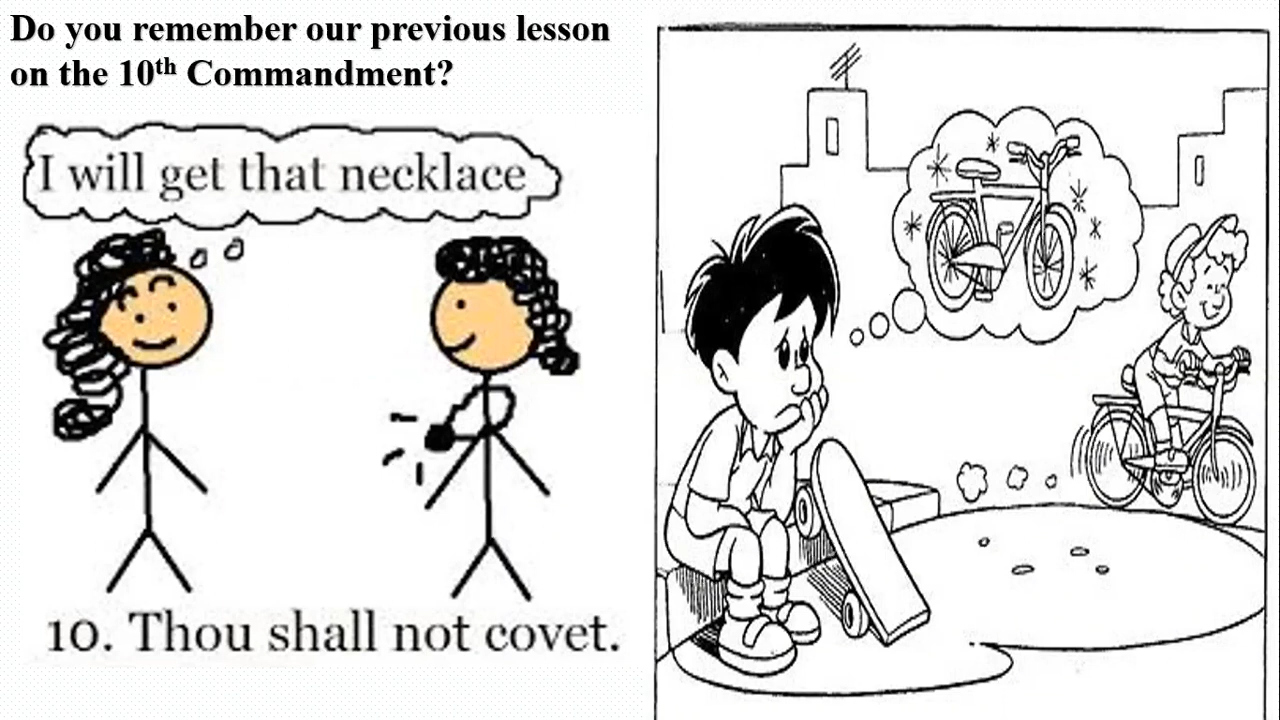 Do you remember our previous lesson
on the 10th Commandment?
I will get that necklace
10. Thou shall not covet.